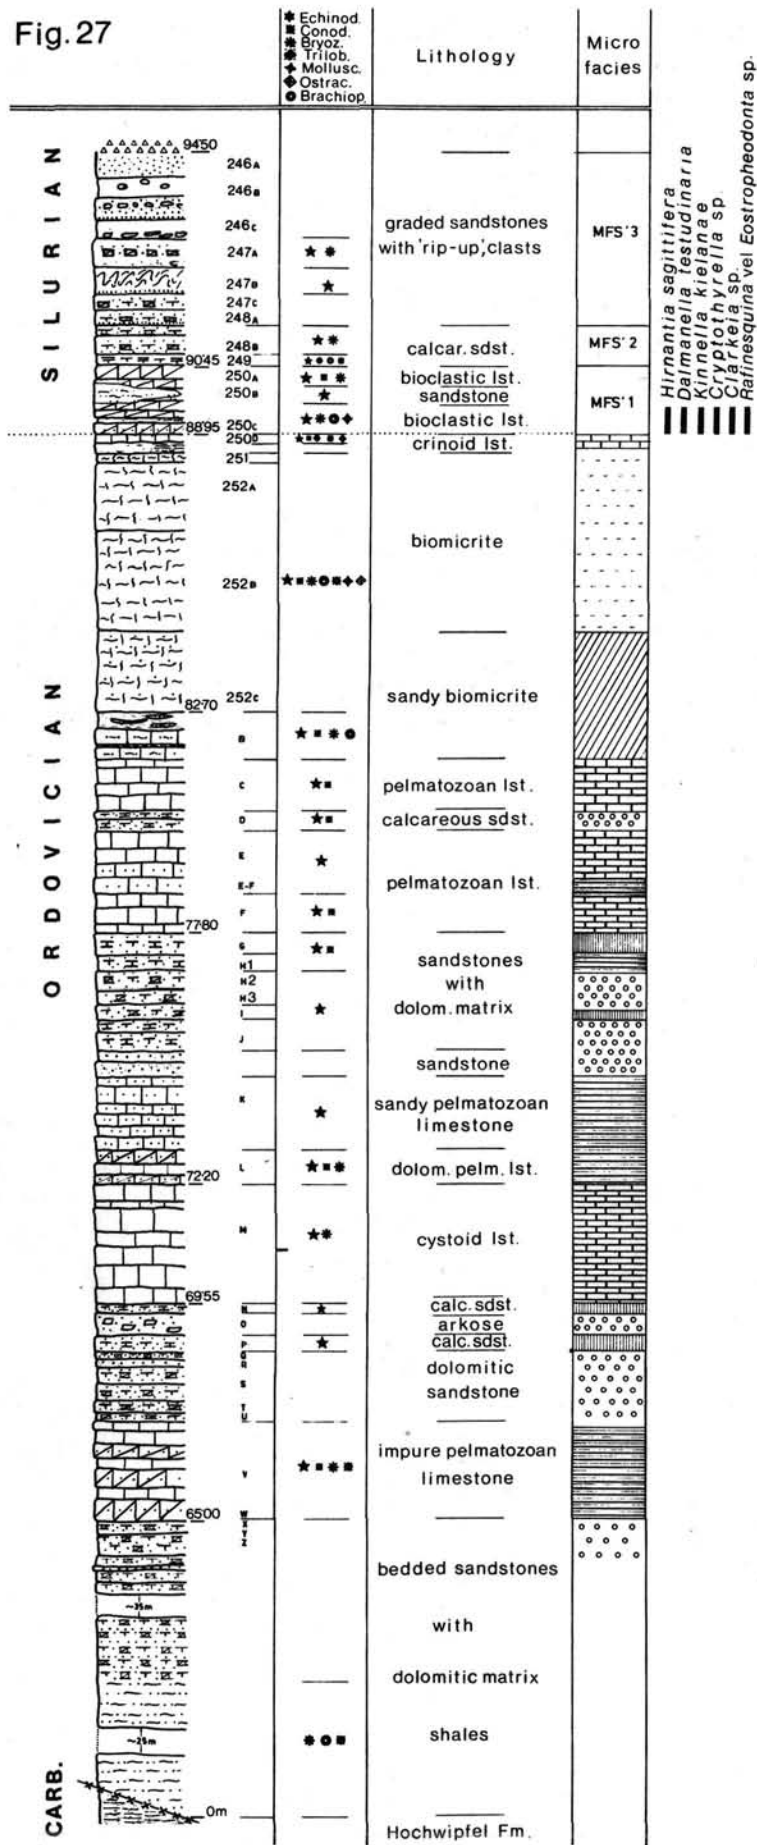 Fig.27
Echinod.
Conod.
Bryoz.
Trilob.
Mollusc.
Ostrac.
Brachiop.
Lithology
Micro
facies
SILURIAN
ORDOVICIAN
CARB.
94'50
246A
246B
246C
247A
247B
247C
248A
248B
90'45
249
250A
250B
250C
88'95
250D
251
252A
252B
252C
82'70
B
C
D
E
E-F
F
77'80
G
H1
H2
H3
I
J
K
L
72'20
M
69'55
N
O
P
Q
R
S
T
U
V
W
65'00
X
Y
Z
~35m
~25m
0m
graded sandstones
with 'rip-up',clasts
calcar. sdst.
bioclastic lst.
sandstone
bioclastic lst.
crinoid lst.
biomicrite
sandy biomicrite
pelmatozoan lst.
calcareous sdst.
pelmatozoan lst.
sandstones
with
dolom. matrix
sandstone
sandy pelmatozoan
limestone
dolom. pelm. lst.
cystoid lst.
calc. sdst.
arkose
calc. sdst.
dolomitic
sandstone
impure pelmatozoan
limestone
bedded sandstones
with
dolomitic matrix
shales
Hochwipfel Fm.
MFS'3
MFS'2
MFS'1
Hirnantia sagittifera
Dalmanella testudinaria
Kinnella kielanae
Cryptothyrella sp.
Clarkeia sp.
Rafinesquina vel Eostropheodonta sp.